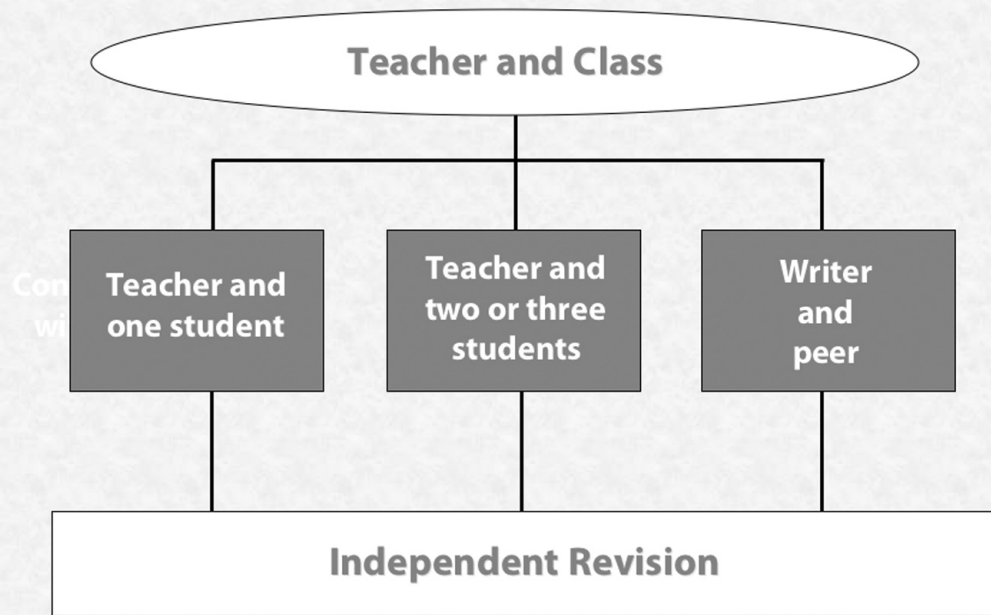 Teacher and Class
Teacher and
one student
Teacher and
two or three
students
Writer
and
peer
Independent Revision